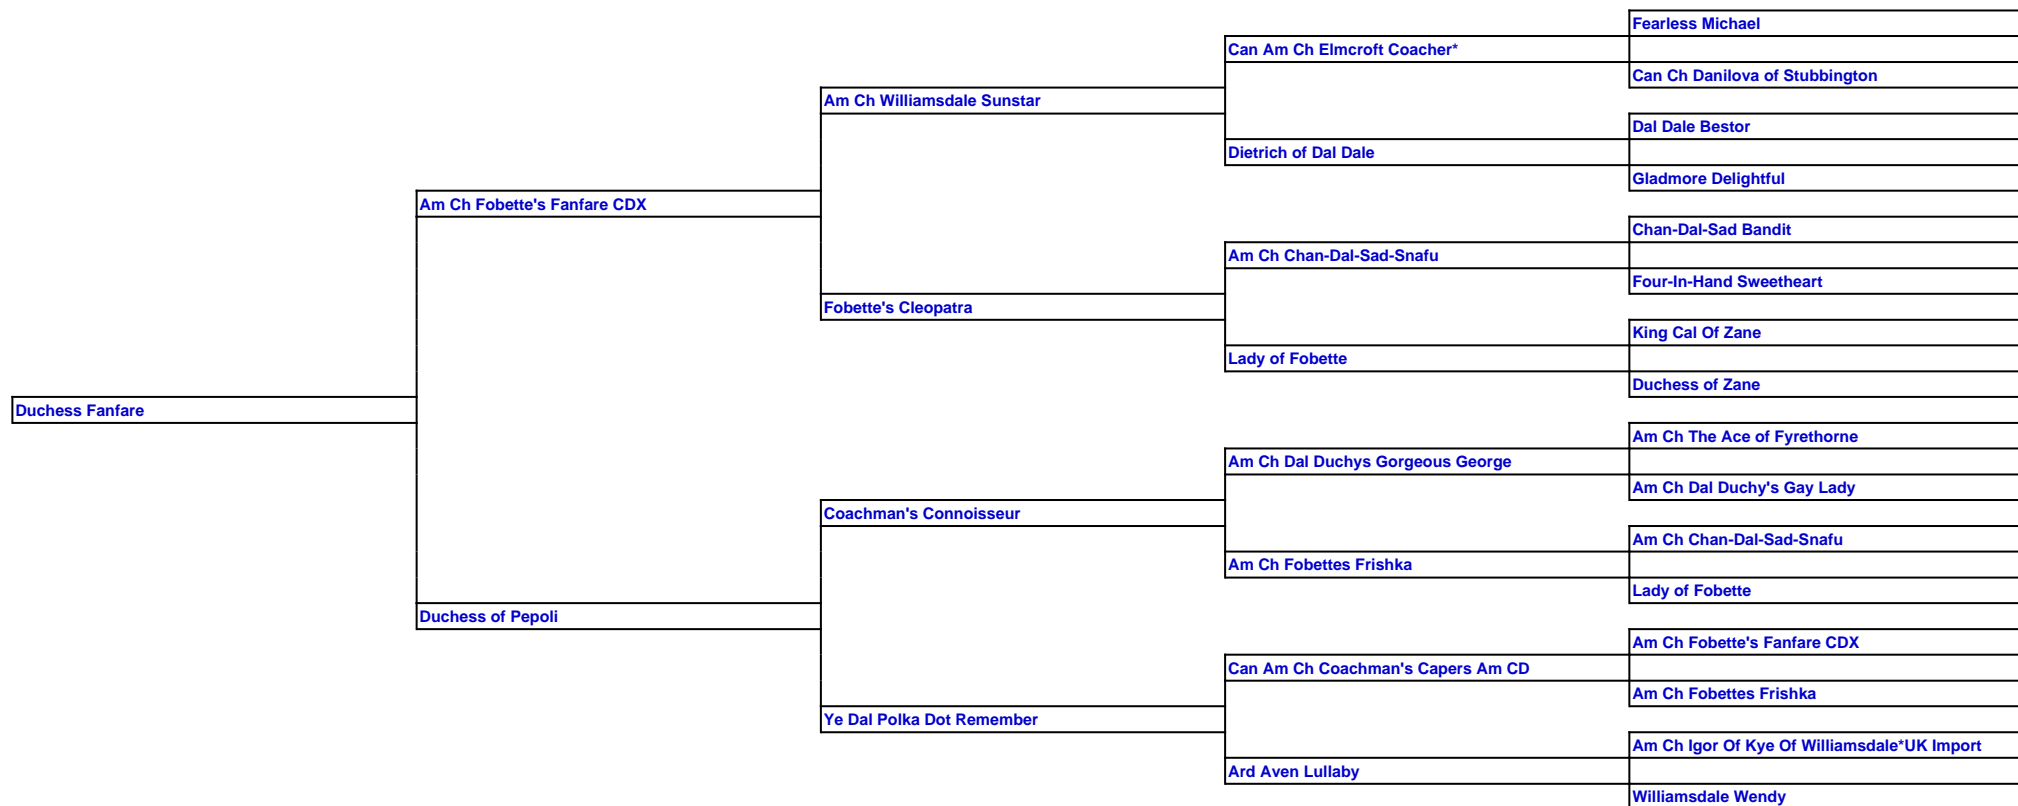 Fearless Michael
Can Am Ch Elmcroft Coacher*
Can Ch Danilova of Stubbington
Am Ch Williamsdale Sunstar
Dal Dale Bestor
Dietrich of Dal Dale
Gladmore Delightful
Am Ch Fobette's Fanfare CDX
Chan-Dal-Sad Bandit
Am Ch Chan-Dal-Sad-Snafu
Four-In-Hand Sweetheart
Fobette's Cleopatra
King Cal Of Zane
Lady of Fobette
Duchess of Zane
Duchess Fanfare
Am Ch The Ace of Fyrethorne
Am Ch Dal Duchys Gorgeous George
Am Ch Dal Duchy's Gay Lady
Coachman's Connoisseur
Am Ch Chan-Dal-Sad-Snafu
Am Ch Fobettes Frishka
Lady of Fobette
Duchess of Pepoli
Am Ch Fobette's Fanfare CDX
Can Am Ch Coachman's Capers Am CD
Am Ch Fobettes Frishka
Ye Dal Polka Dot Remember
Am Ch Igor Of Kye Of Williamsdale*UK Import
Ard Aven Lullaby
Williamsdale Wendy